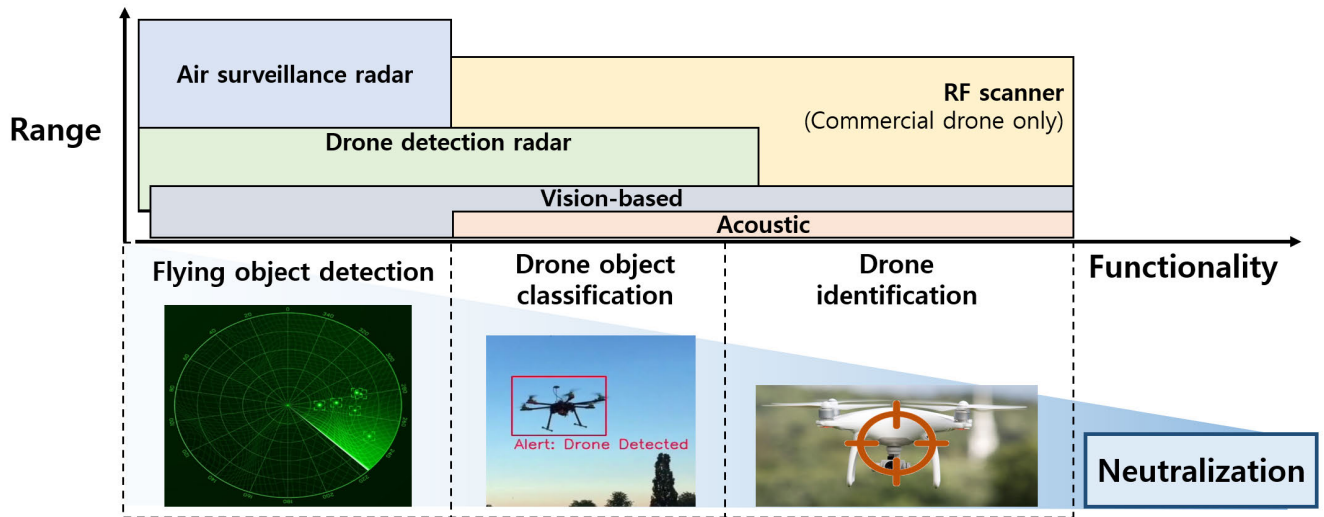 Range
Air surveillance radar
RF scanner
(Commercial drone only)
Drone detection radar
Vision-based
Acoustic
Flying object detection
Drone object
classification
Drone
identification
Functionality
Alert: Drone Detected
Neutralization